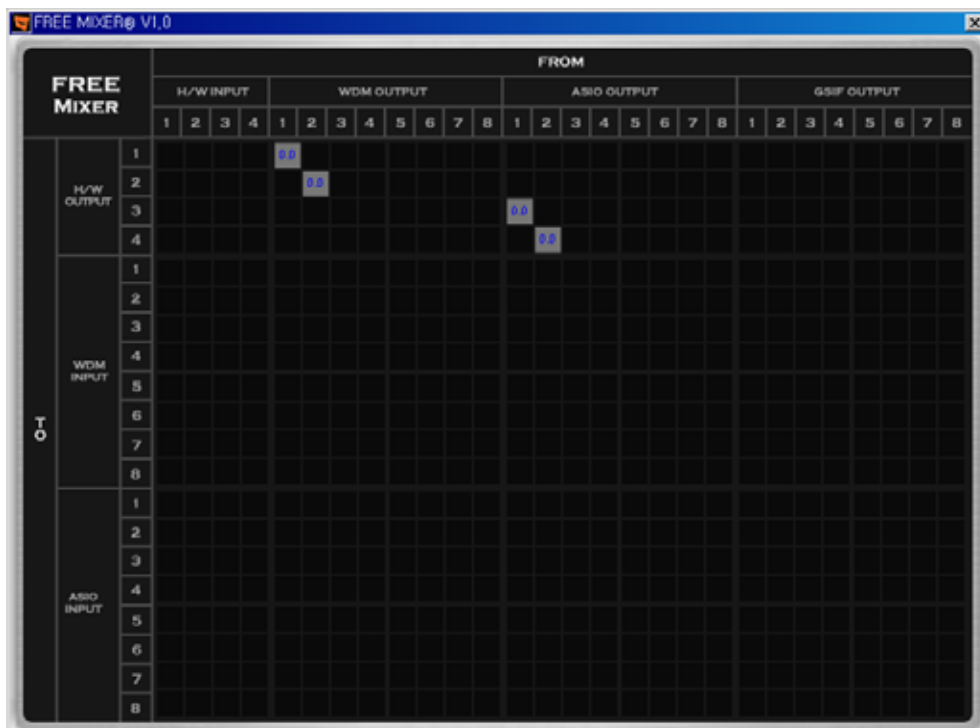 FREE MIXER® V1,0
FREE
MIXER
FROM
H/W INPUT WDM OUTPUT ASIO OUTPUT GSIF OUTPUT
1 2 3 4 1 2 3 4 5 6 7 8 1 2 3 4 5 6 7 8 1 2 3 4 5 6 7 8
TO
H/W
OUTPUT
1 0.0
2 0.0
3 0.0
4 0.0
WDM
INPUT
1
2
3
4
5
6
7
8
ASIO
INPUT
1
2
3
4
5
6
7
8